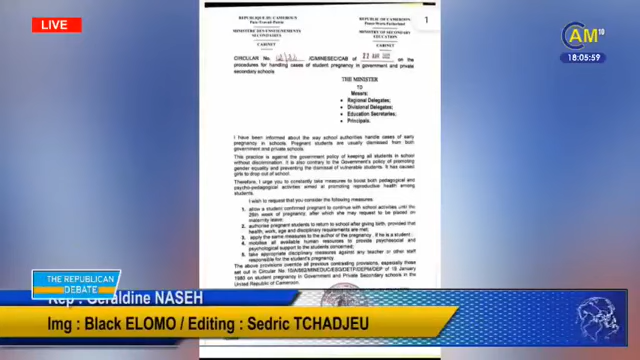 LIVE
REPUBLIQUE DU CAMEROUN
Paix-Travail-Patrie
MINISTERE DES ENSEIGNEMENTS
SECONDAIRES
CABINET
REPUBLIC OF CAMEROON
Peace-Work-Fatherland
MINISTRY OF SECONDARY
EDUCATION
CABINET
1
CAM 10
18:05:59
CIRCULAR No. /C/MINESEC/CAB of 22 on the
procedures for handling cases of student pregnancy in government and private
secondary schools
THE MINISTER
TO
Messrs:
• Regional Delegates;
• Divisional Delegates;
• Education Secretaries;
• Principals.
I have been informed about the way school authorities handle cases of early
pregnancy in schools. Pregnant students are usually dismissed from both
government and private schools.
This practice is against the government policy of keeping all students in school
without discrimination. It is also contrary to the Government's policy of promoting
gender equality and preventing the dismissal of vulnerable students. It has caused
girls to drop out of school.
Therefore, I urge you to constantly take measures to boost both pedagogical and
psycho-pedagogical activities aimed at promoting reproductive health among
students.
I wish to request that you consider the following measures:
1. allow a student confirmed pregnant to continue with school activities until the
26th week of pregnancy, after which she may request to be placed on
maternity leave;
2. authorise pregnant students to return to school after giving birth, provided that
health, work, age and disciplinary requirements are met;
3. apply the same measures to the author of the pregnancy, if he is a student;
4. mobilise all available human resources to provide psychosocial and
psychological support to the students concerned;
5. take appropriate disciplinary measures against any teacher or other staff
responsible for the student's pregnancy.
The above provisions override all previous contrasting provisions, especially those
set out in Circular No. of 16 January
1980 on student pregnancy in Government and Private Secondary schools in the
United Republic of Cameroon.
THE REPUBLICAN
DEBATE
Rep : Geraldine NASEH
Img : Black ELOMO / Editing : Sedric TCHADJEU